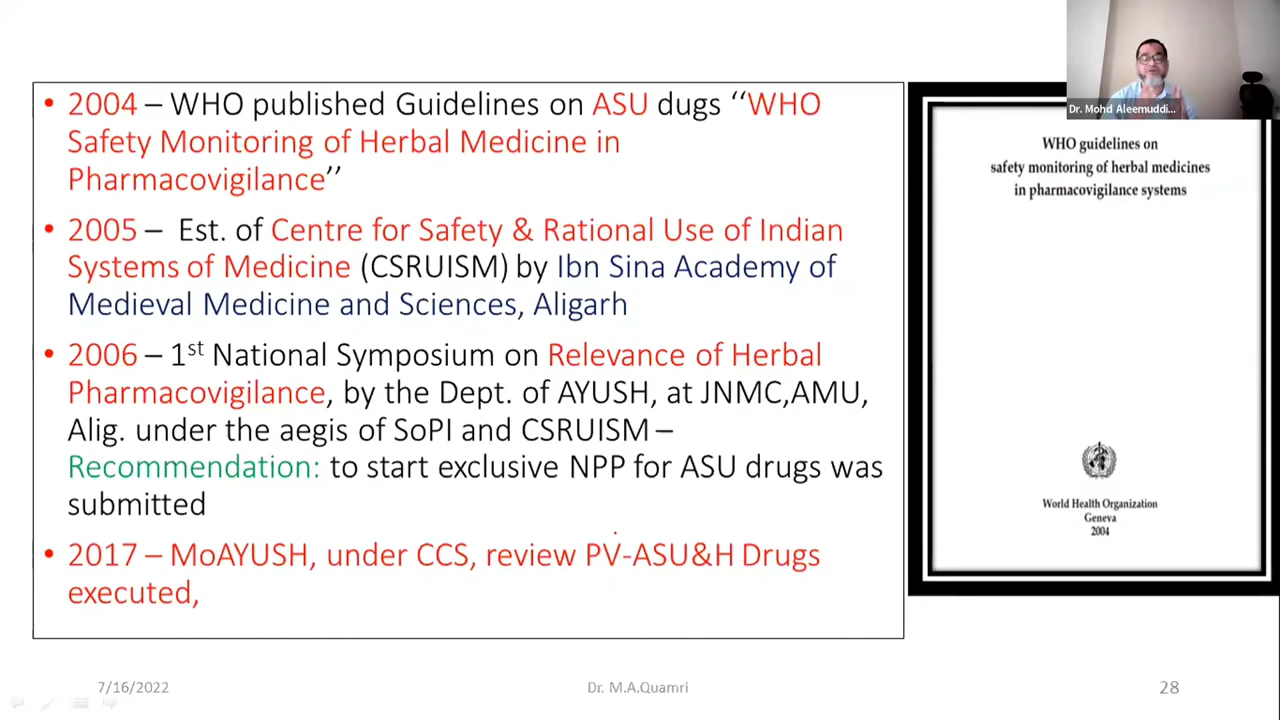 Dr. Mohd Aleemuddi...
• 2004 – WHO published Guidelines on ASU dugs ‘‘WHO
Safety Monitoring of Herbal Medicine in
Pharmacovigilance’’
• 2005 – Est. of Centre for Safety & Rational Use of Indian
Systems of Medicine (CSRUISM) by Ibn Sina Academy of
Medieval Medicine and Sciences, Aligarh
• 2006 – 1st National Symposium on Relevance of Herbal
Pharmacovigilance, by the Dept. of AYUSH, at JNMC,AMU,
Alig. under the aegis of SoPI and CSRUISM –
Recommendation: to start exclusive NPP for ASU drugs was
submitted
• 2017 – MoAYUSH, under CCS, review PV-ASU&H Drugs
executed,
WHO guidelines on
safety monitoring of herbal medicines
in pharmacovigilance systems
World Health Organization
Geneva
2004
7/16/2022
Dr. M.A.Quamri
28